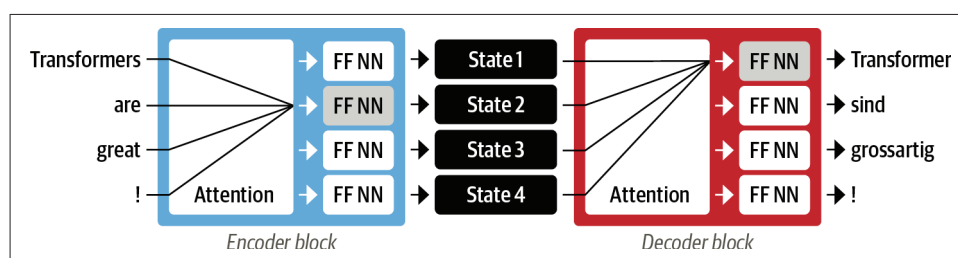 Transformers FF NN State 1 FF NN Transformer
are FF NN State 2 FF NN sind
great FF NN State 3 FF NN grossartig
! Attention FF NN State 4 Attention FF NN !
Encoder block Decoder block